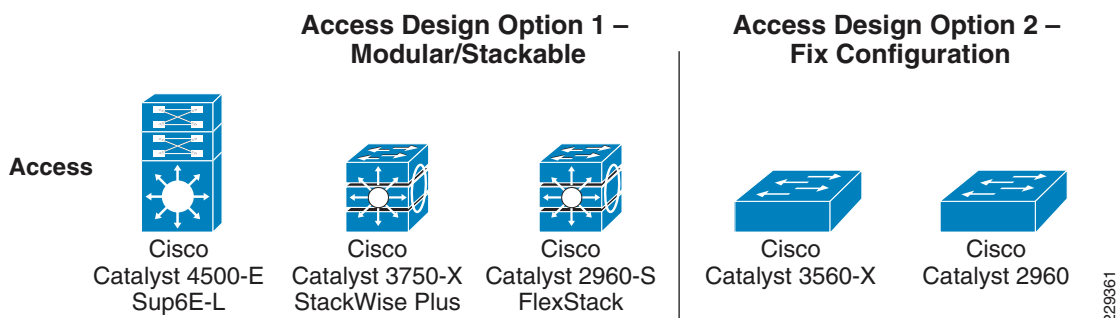 Access Design Option 1 –
Modular/Stackable
Access Design Option 2 –
Fix Configuration
Access
Cisco
Catalyst 4500-E
Sup6E-L
Cisco
Catalyst 3750-X
StackWise Plus
Cisco
Catalyst 2960-S
FlexStack
Cisco
Catalyst 3560-X
Cisco
Catalyst 2960
229361